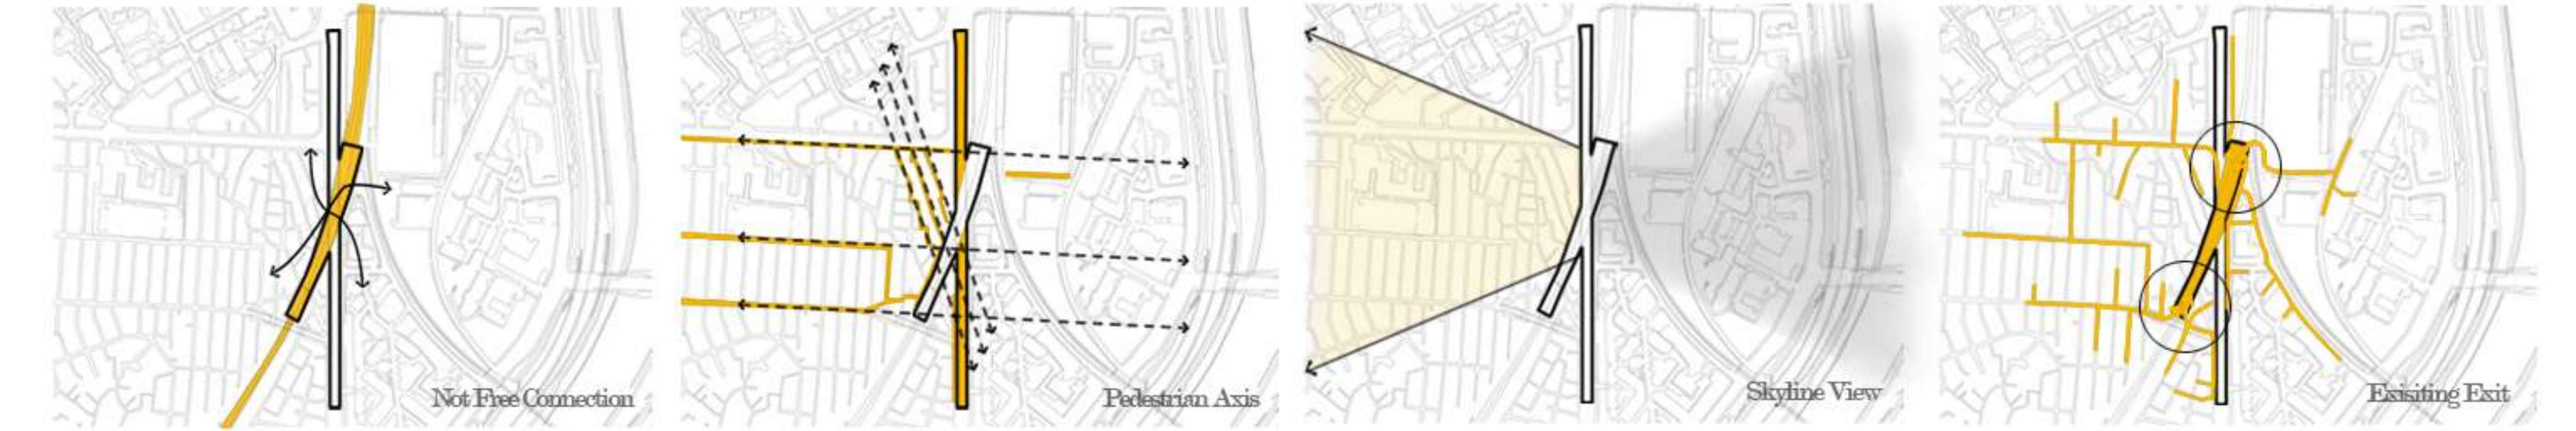 Not Free Connection
Pedestrian Axis
Skyline View
Exisiting Exit